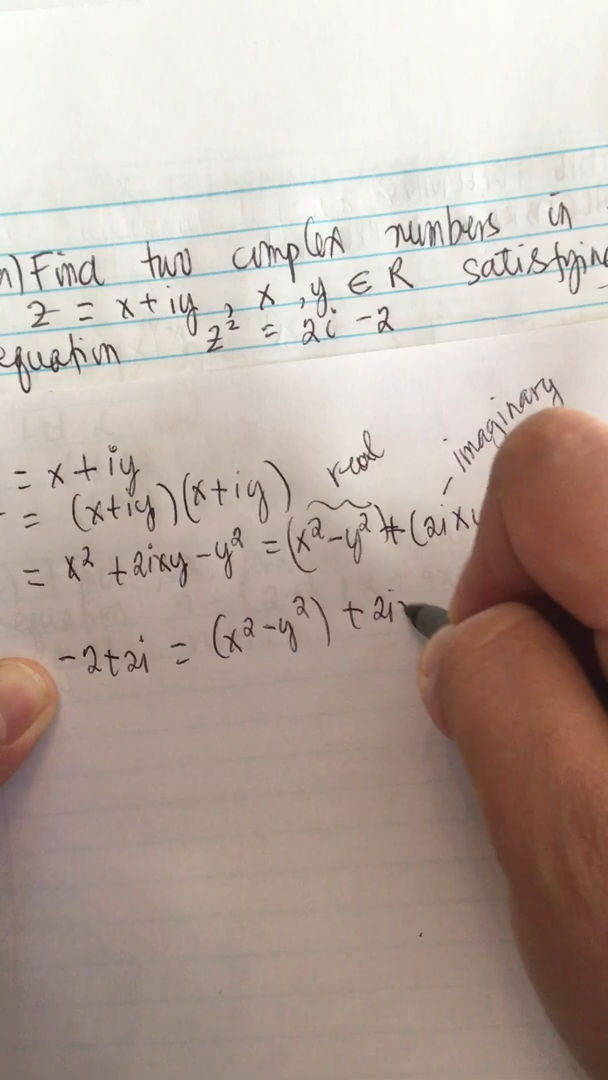 n) Find two complex numbers in
z = x + iy , x , y ∈ R satisfying
equation z² = 2i - 2
real
imaginary
= x + iy
= (x+iy)(x+iy)
= x² + 2ixy - y² = (x² - y²) + (2ixy
-2+2i = (x² - y²) + 2i